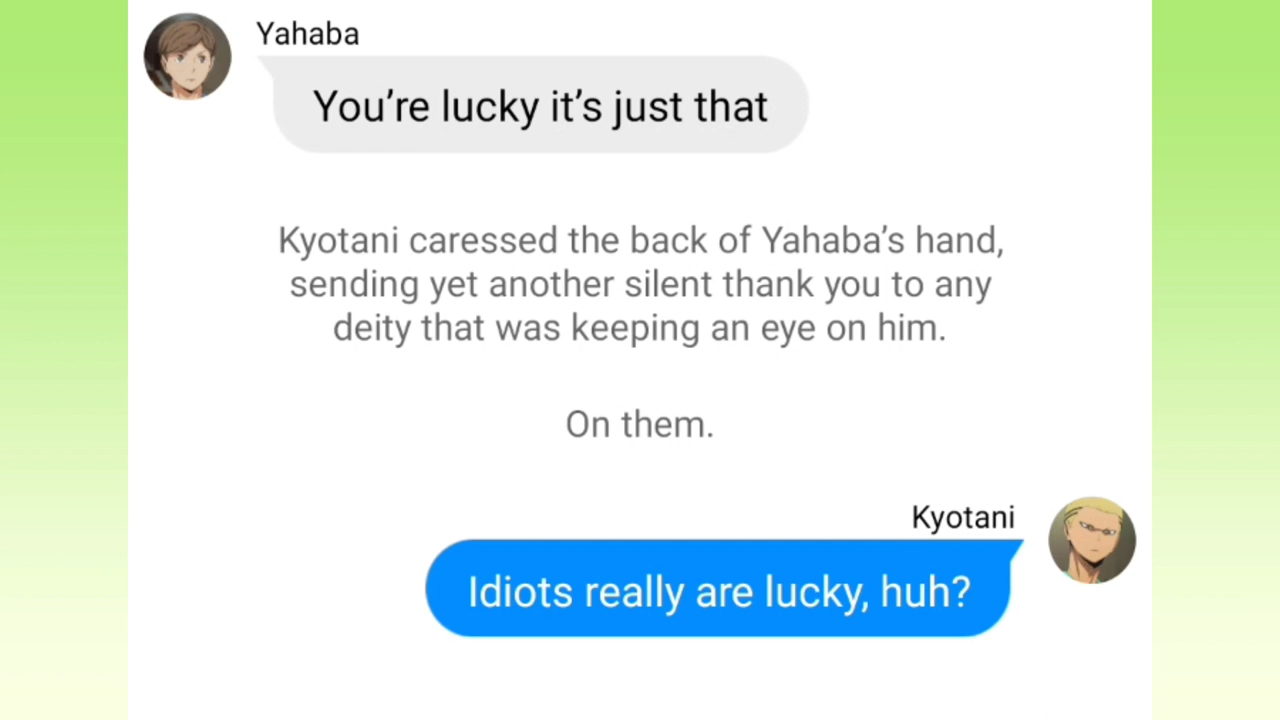 Yahaba
You’re lucky it’s just that
Kyotani caressed the back of Yahaba’s hand,
sending yet another silent thank you to any
deity that was keeping an eye on him.
On them.
Kyotani
Idiots really are lucky, huh?